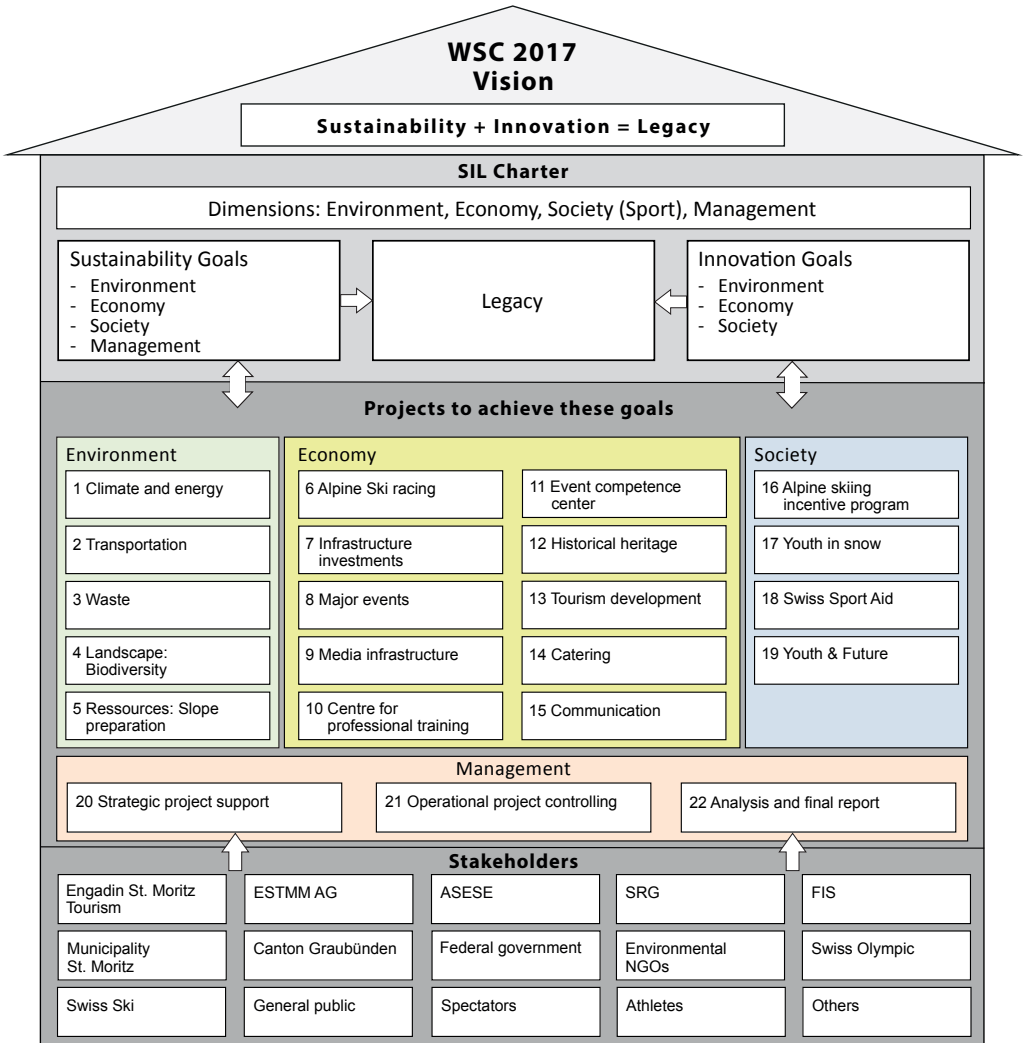 WSC 2017
Vision
Sustainability + Innovation = Legacy
SIL Charter
Dimensions: Environment, Economy, Society (Sport), Management
Sustainability Goals
- Environment
- Economy
- Society
- Management
Legacy
Innovation Goals
- Environment
- Economy
- Society
Projects to achieve these goals
Environment
1 Climate and energy
2 Transportation
3 Waste
4 Landscape:
Biodiversity
5 Ressources: Slope
preparation
Economy
6 Alpine Ski racing
7 Infrastructure
investments
8 Major events
9 Media infrastructure
10 Centre for
professional training
11 Event competence
center
12 Historical heritage
13 Tourism development
14 Catering
15 Communication
Society
16 Alpine skiing
incentive program
17 Youth in snow
18 Swiss Sport Aid
19 Youth & Future
Management
20 Strategic project support
21 Operational project controlling
22 Analysis and final report
Stakeholders
Engadin St. Moritz
Tourism
ESTMM AG
ASESE
SRG
FIS
Municipality
St. Moritz
Canton Graubünden
Federal government
Environmental
NGOs
Swiss Olympic
Swiss Ski
General public
Spectators
Athletes
Others